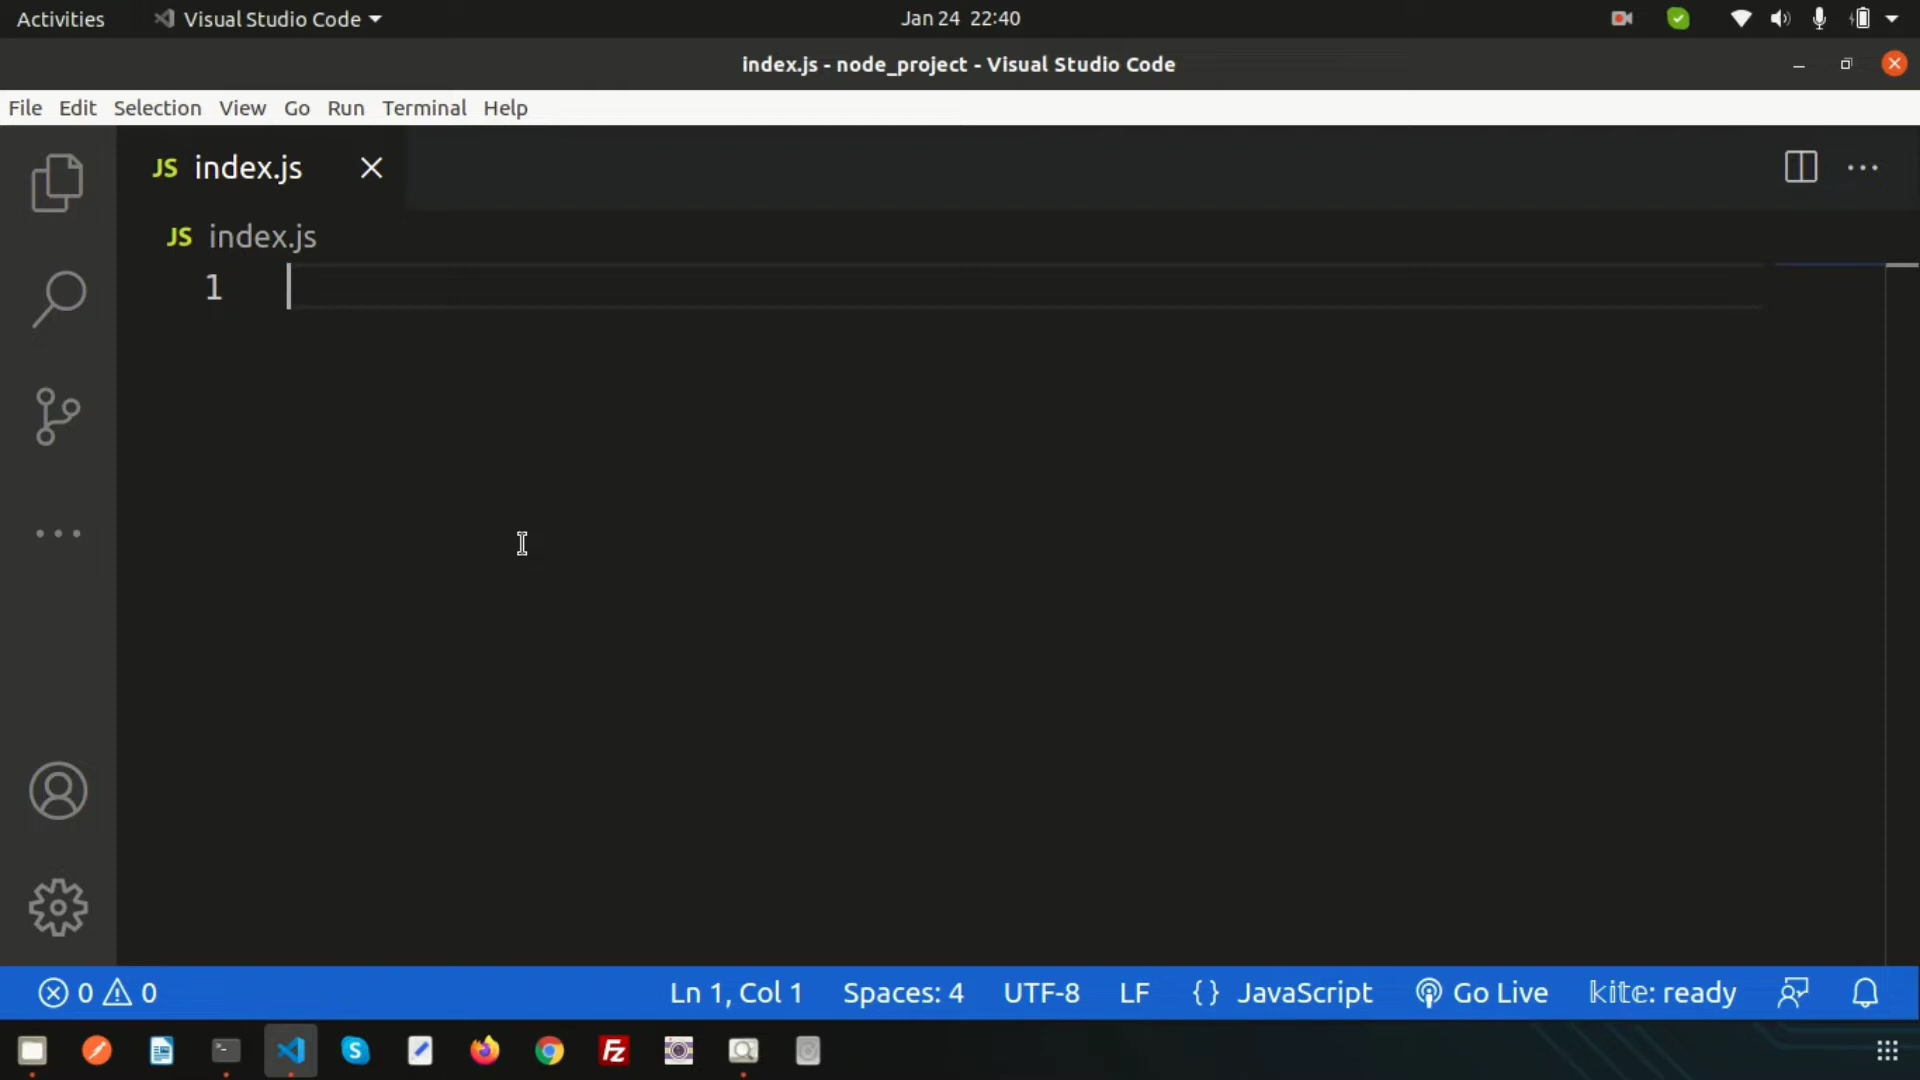 Activities Visual Studio Code Jan 24 22:40
index.js - node_project - Visual Studio Code
File Edit Selection View Go Run Terminal Help
JS index.js
JS index.js
1
0 0 Ln 1, Col 1 Spaces: 4 UTF-8 LF {} JavaScript Go Live kite: ready
S Fz